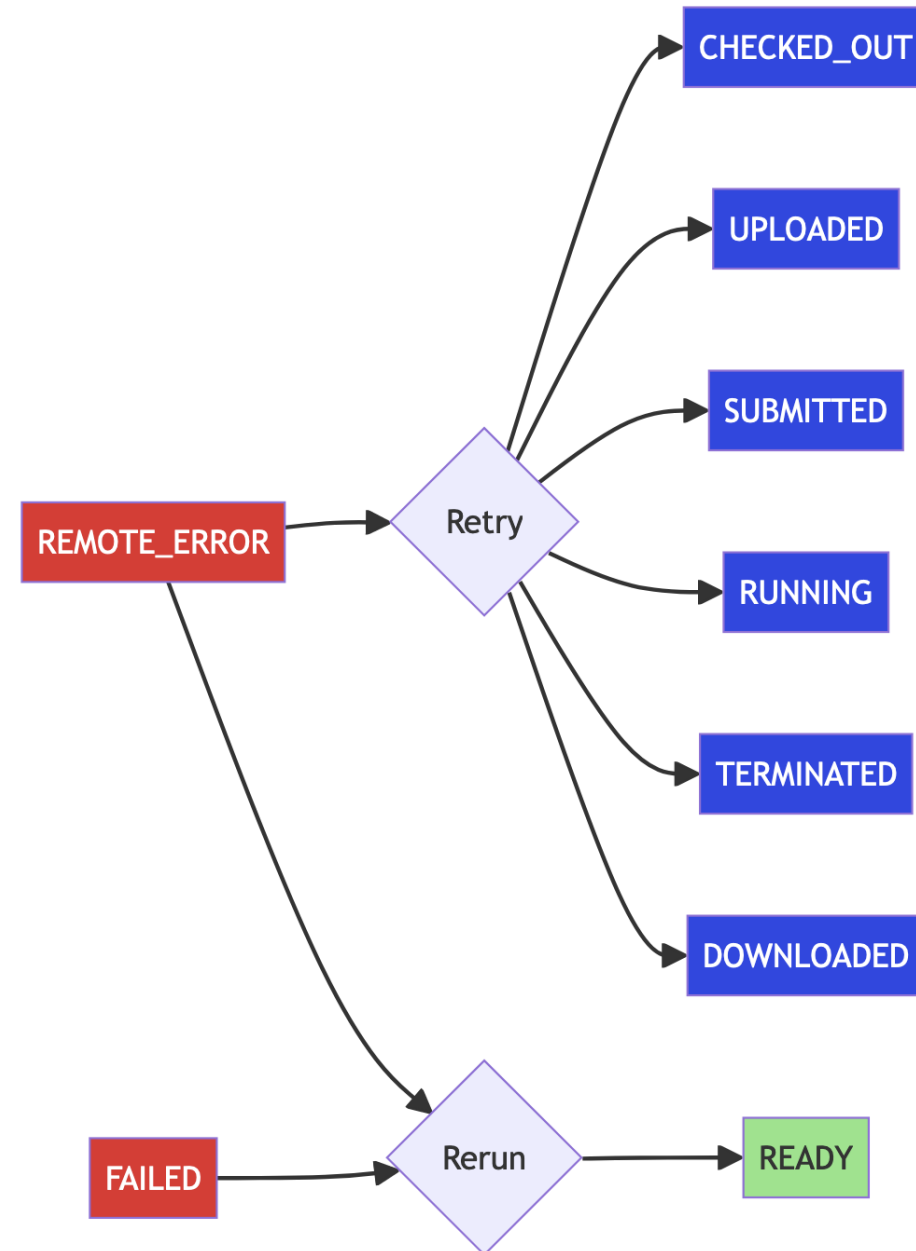 CHECKED_OUT
UPLOADED
SUBMITTED
Retry
REMOTE_ERROR
RUNNING
TERMINATED
DOWNLOADED
FAILED
Rerun
READY